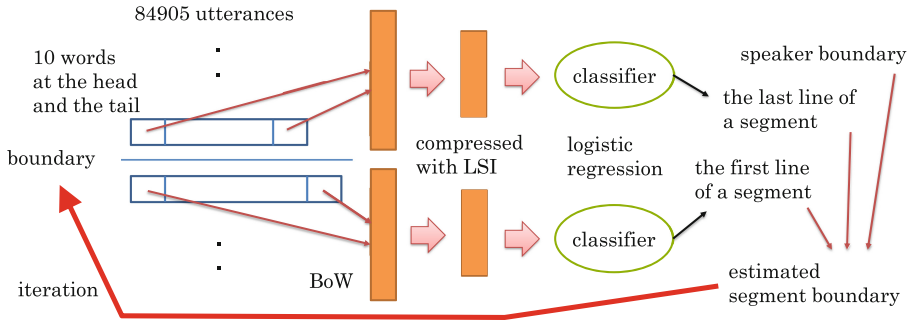 84905 utterances
10 words
at the head
and the tail
boundary
iteration
BoW
compressed
with LSI
classifier
logistic
regression
classifier
speaker boundary
the last line of
a segment
the first line
of a segment
estimated
segment boundary